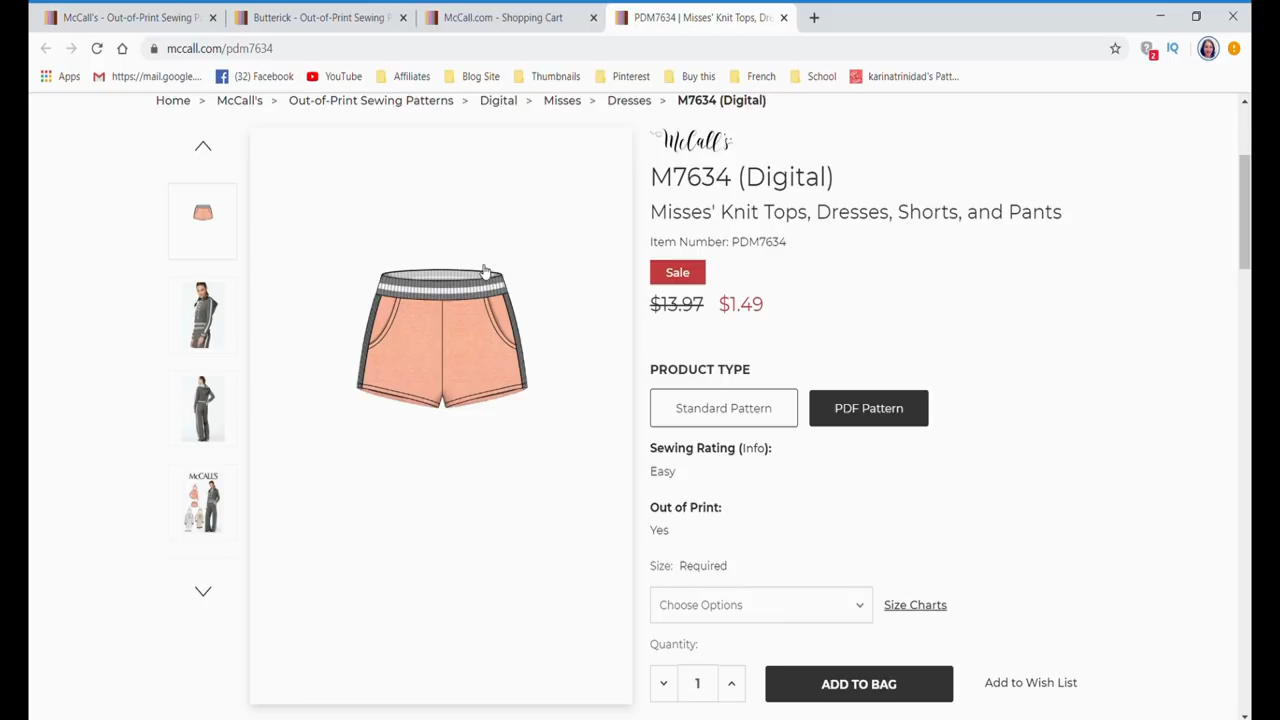 McCall's - Out-of-Print Sewing P
Butterick - Out-of-Print Sewing P
McCall.com - Shopping Cart
PDM7634 | Misses' Knit Tops, Dre
mccall.com/pdm7634
2
Apps
https://mail.google....
(32) Facebook
YouTube
Affiliates
Blog Site
Thumbnails
Pinterest
Buy this
French
School
karinatrinidad's Patt...
Home > McCall's > Out-of-Print Sewing Patterns > Digital > Misses > Dresses > M7634 (Digital)
McCall's
M7634 (Digital)
Misses' Knit Tops, Dresses, Shorts, and Pants
Item Number: PDM7634
Sale
$13.97 $1.49
PRODUCT TYPE
Standard Pattern
PDF Pattern
Sewing Rating (Info):
Easy
McCALL'S
Out of Print:
Yes
Size: Required
Choose Options
Size Charts
Quantity:
1
ADD TO BAG
Add to Wish List